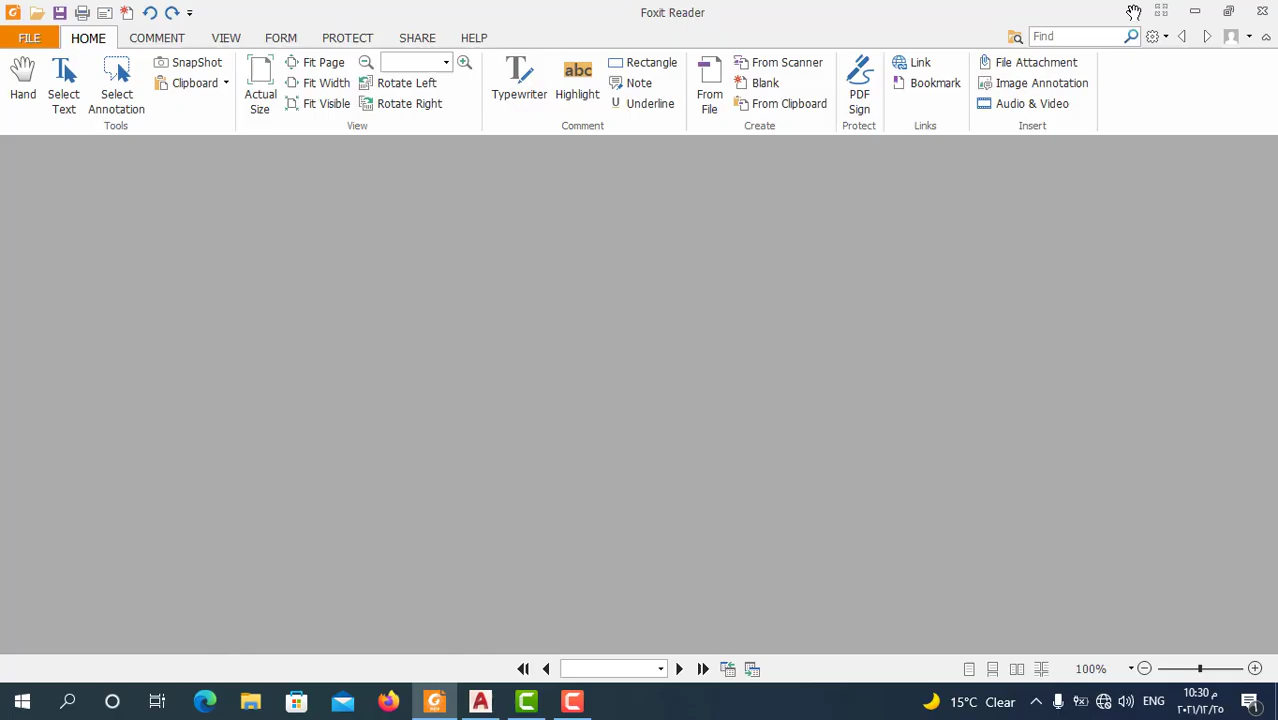 Foxit Reader
FILE HOME COMMENT VIEW FORM PROTECT SHARE HELP
Find
Hand
Select Text
Select Annotation
SnapShot
Clipboard
Tools
Actual Size
Fit Page
Fit Width
Fit Visible
Rotate Left
Rotate Right
View
Typewriter
abc
Highlight
Rectangle
Note
Underline
Comment
From File
From Scanner
Blank
From Clipboard
Create
PDF Sign
Protect
Link
Bookmark
Links
File Attachment
Image Annotation
Audio & Video
Insert
100%
15°C Clear
ENG
10:30 م
٢٠٢١/١٢/٢٥